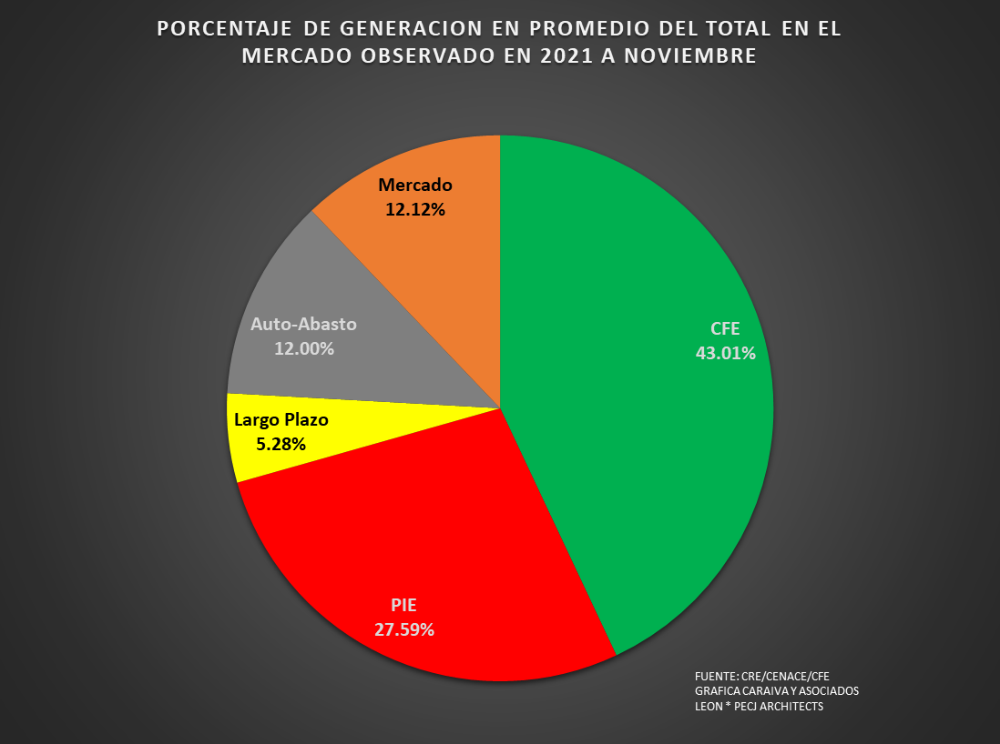 PORCENTAJE DE GENERACION EN PROMEDIO DEL TOTAL EN EL
MERCADO OBSERVADO EN 2021 A NOVIEMBRE
Mercado
12.12%
Auto-Abasto
12.00%
CFE
43.01%
Largo Plazo
5.28%
PIE
27.59%
FUENTE: CRE/CENACE/CFE
GRAFICA CARAIVA Y ASOCIADOS
LEON * PECJ ARCHITECTS